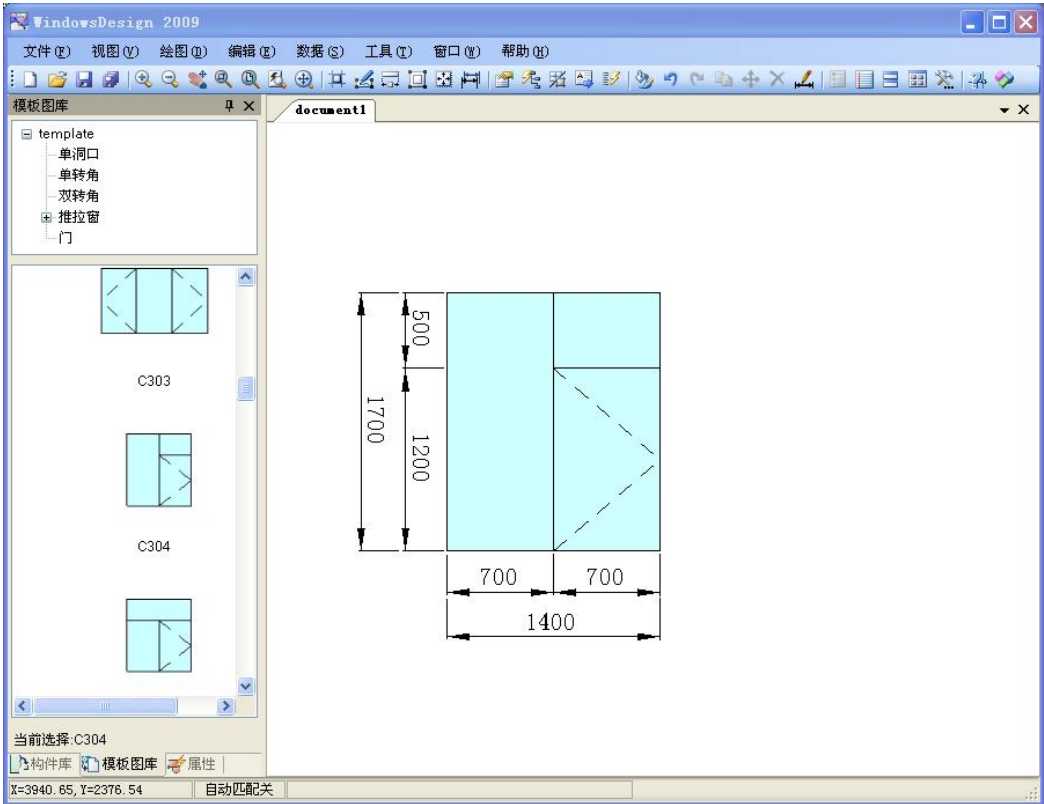 WindowsDesign 2009
文件(F) 视图(V) 绘图(D) 编辑(E) 数据(S) 工具(T) 窗口(W) 帮助(H)
模板图库
document1
template
单洞口
单转角
双转角
推拉窗
门
C303
C304
500
1700
1200
700 700
1400
当前选择:C304
构件库 模板图库 属性
X=3940.65, Y=2376.54 自动匹配关